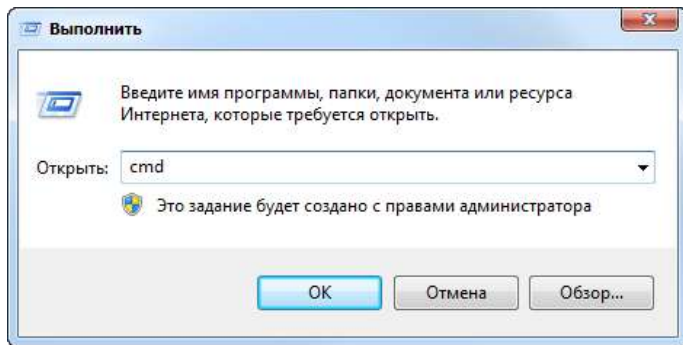 Выполнить
Введите имя программы, папки, документа или ресурса
Интернета, которые требуется открыть.
Открыть: cmd
Это задание будет создано с правами администратора
ОК Отмена Обзор...